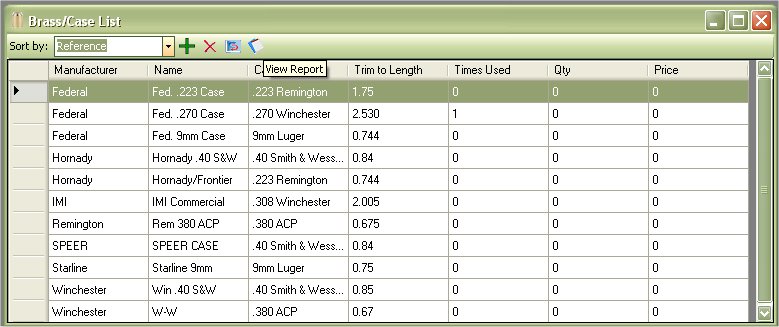 Brass/Case List
Sort by: Reference
View Report
Manufacturer Name C Trim to Length Times Used Qty Price
Federal Fed. .223 Case .223 Remington 1.75 0 0 0
Federal Fed. .270 Case .270 Winchester 2.530 1 0 0
Federal Fed. 9mm Case 9mm Luger 0.744 0 0 0
Hornady Hornady .40 S&W .40 Smith & Wess... 0.84 0 0 0
Hornady Hornady/Frontier .223 Remington 0.744 0 0 0
IMI IMI Commercial .308 Winchester 2.005 0 0 0
Remington Rem 380 ACP .380 ACP 0.675 0 0 0
SPEER SPEER CASE .40 Smith & Wess... 0.84 0 0 0
Starline Starline 9mm 9mm Luger 0.75 0 0 0
Winchester Win .40 S&W .40 Smith & Wess... 0.85 0 0 0
Winchester W-W .380 ACP 0.67 0 0 0